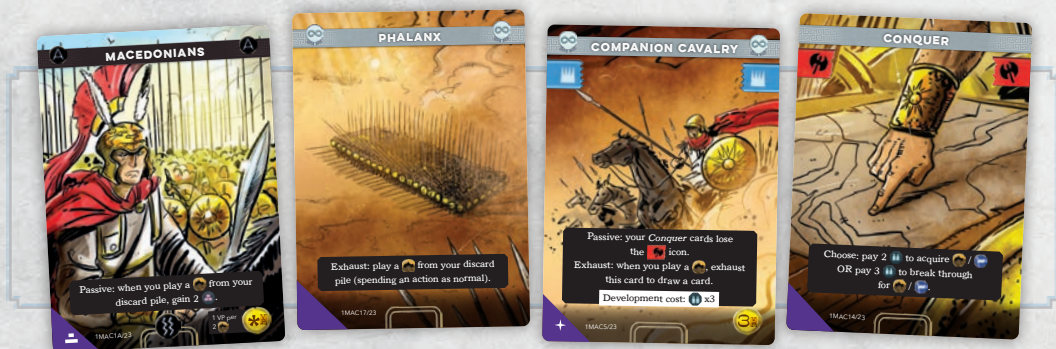 MACEDONIANS
Passive: when you play a from your
discard pile, gain 2 .
1 VP per
2
1MAC1A/23
PHALANX
Exhaust: play a from your discard
pile (spending an action as normal).
1MAC17/23
COMPANION CAVALRY
Passive: your Conquer cards lose
the icon.
Exhaust: when you play a , exhaust
this card to draw a card.
Development cost: x3
3
1MAC5/23
CONQUER
Choose: pay 2 to acquire /
OR pay 3 to break through
for / .
1MAC14/23